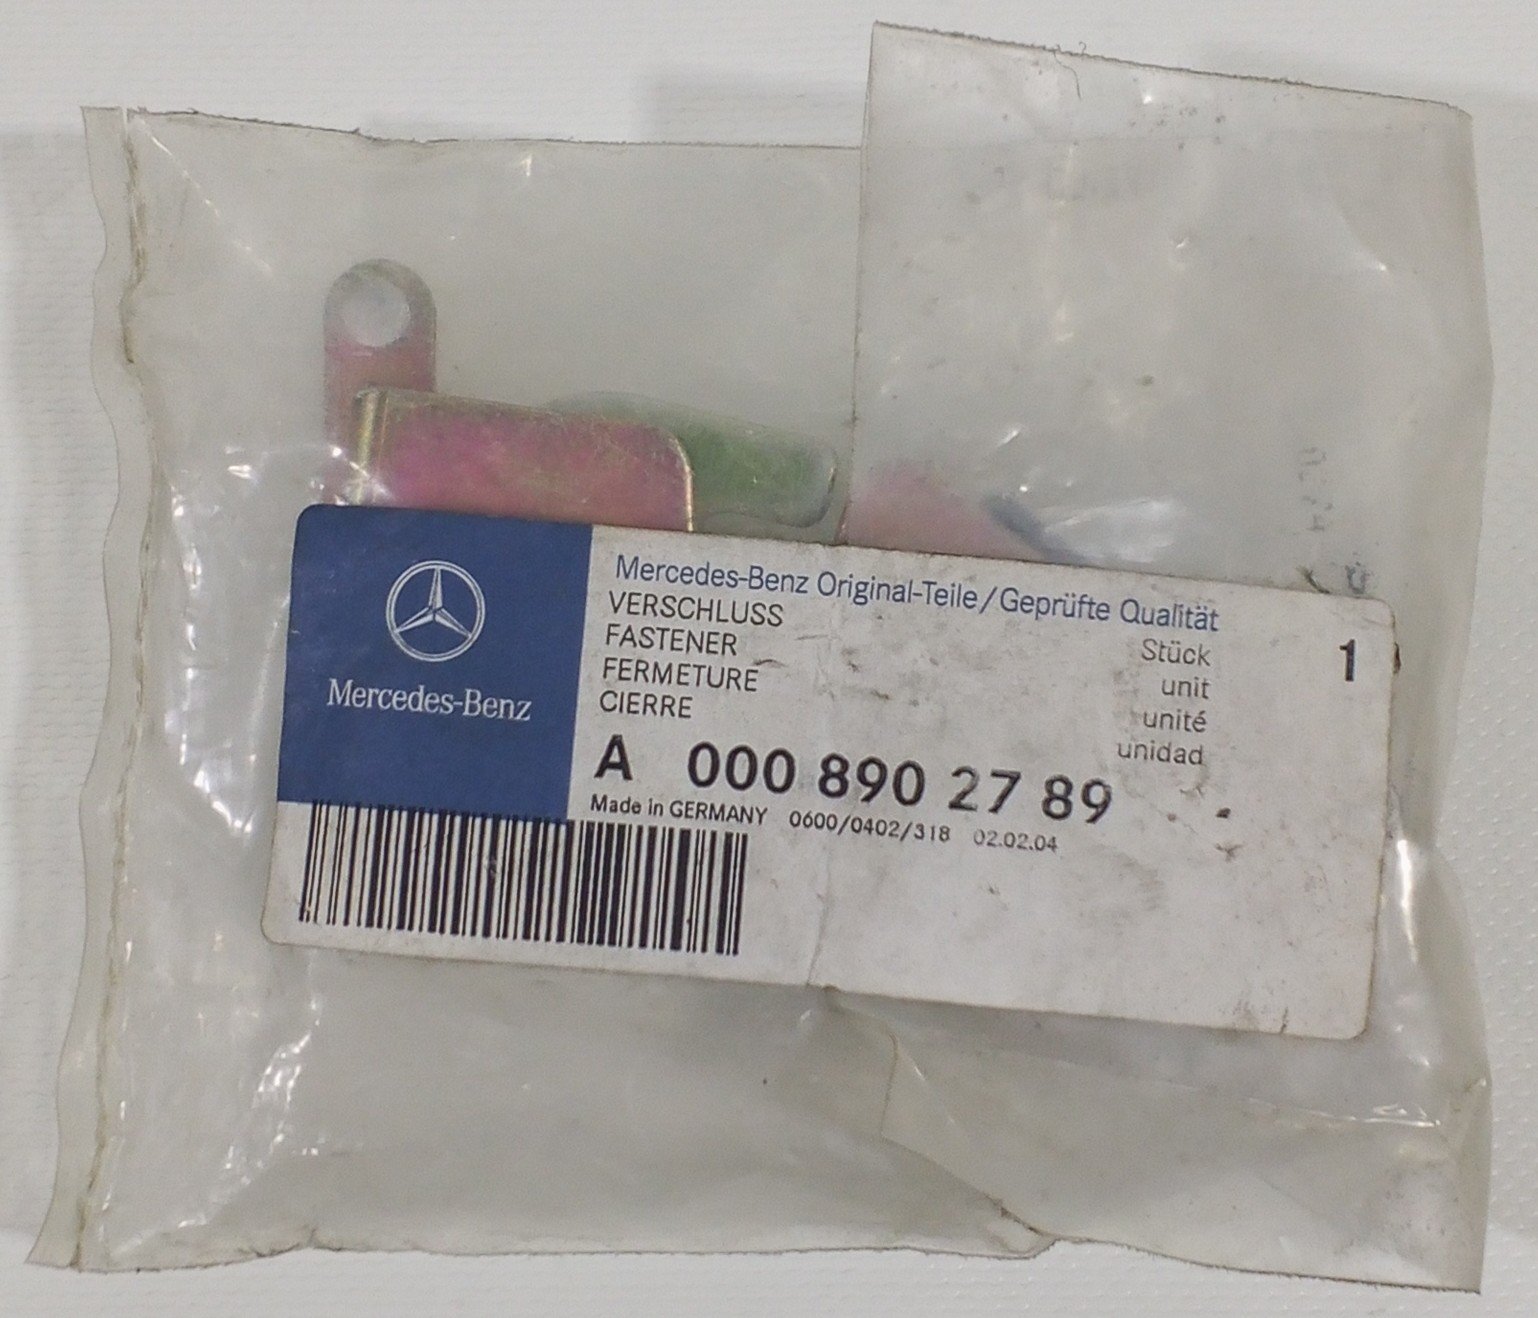 Mercedes-Benz
Mercedes-Benz Original-Teile/Geprüfte Qualität
VERSCHLUSS
FASTENER
FERMETURE
CIERRE
Stück 1
unit
unité
unidad
A 000 890 27 89
Made in GERMANY 0600/0402/318 02.02.04